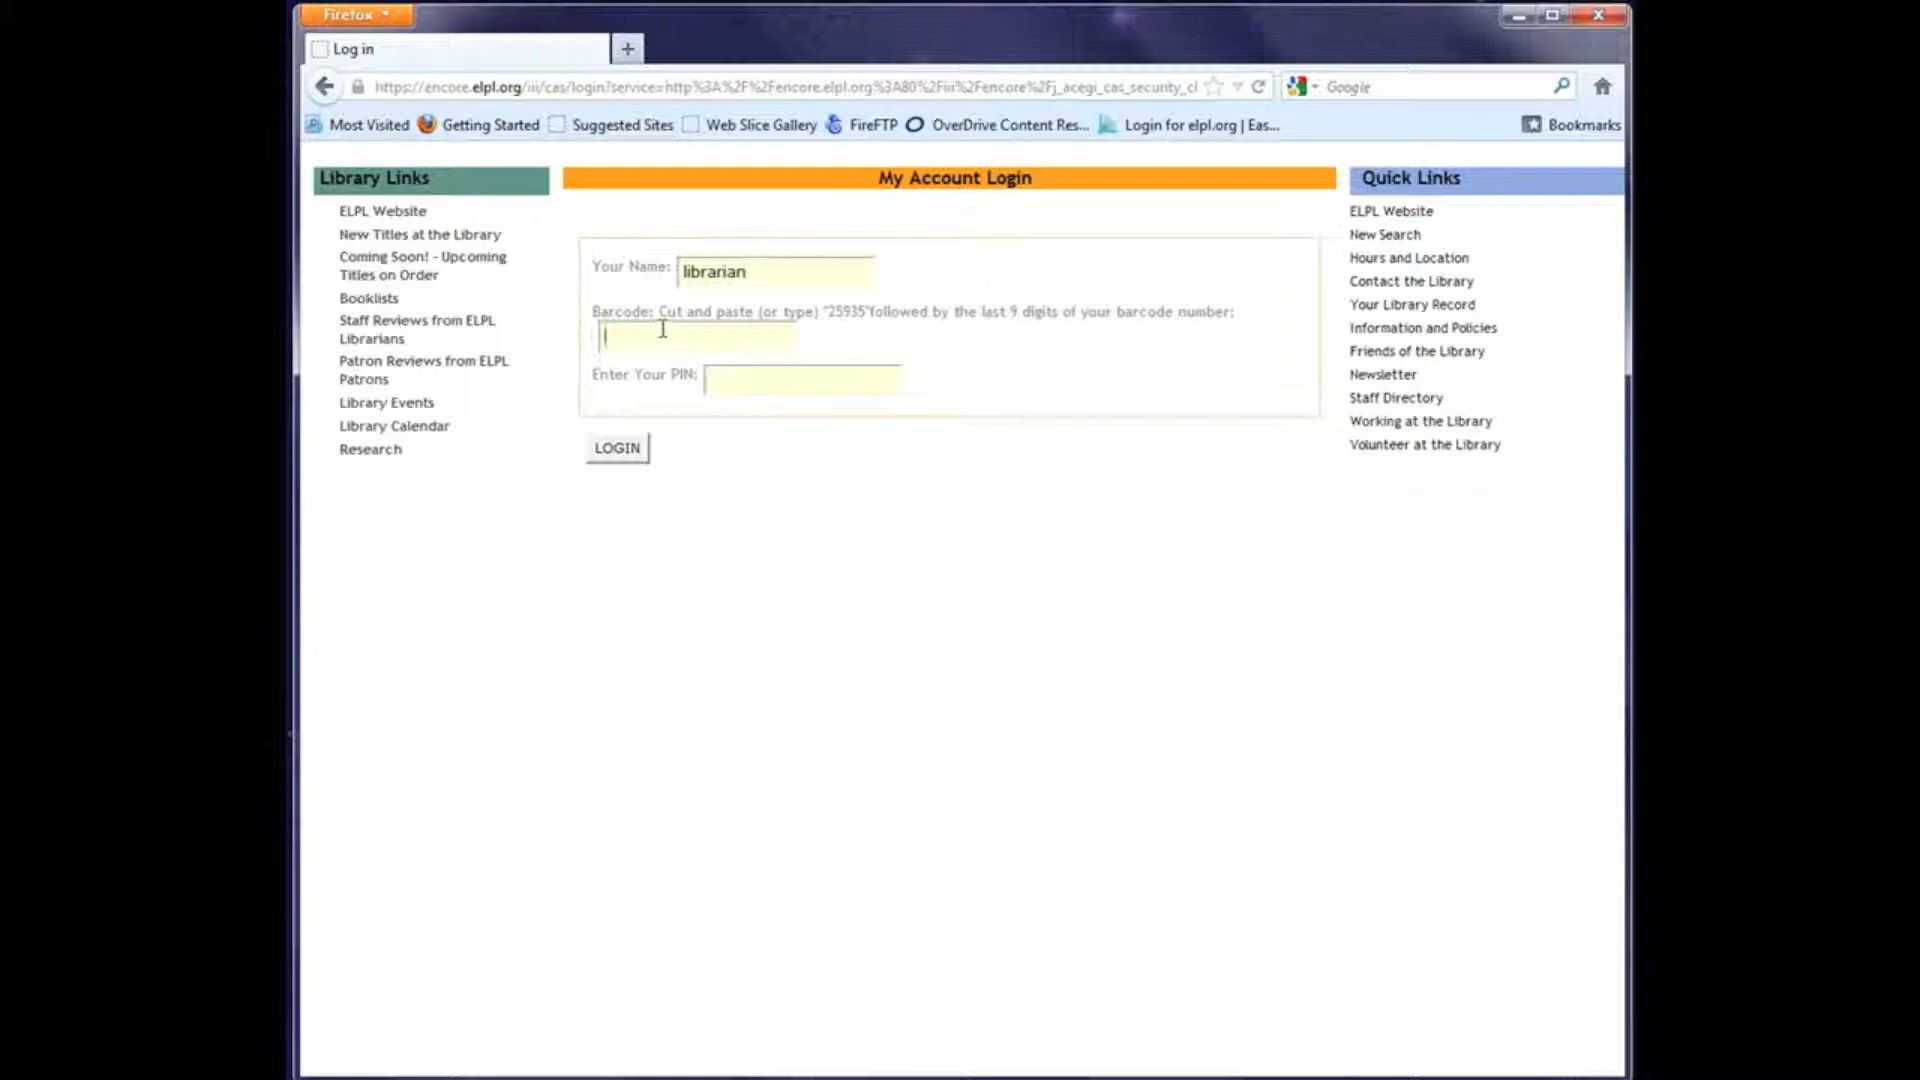 Firefox
Log in
https://encore.elpl.org/iii/cas/login?service=http%3A%2F%2Fencore.elpl.org%3A80%2Fiii%2Fencore%2Fj_acegi_cas_security_cl
Google
Most Visited Getting Started Suggested Sites Web Slice Gallery FireFTP OverDrive Content Res... Login for elpl.org | Eas... Bookmarks
Library Links
ELPL Website
New Titles at the Library
Coming Soon! - Upcoming
Titles on Order
Booklists
Staff Reviews from ELPL
Librarians
Patron Reviews from ELPL
Patrons
Library Events
Library Calendar
Research
My Account Login
Your Name: librarian
Barcode: Cut and paste (or type) "25935"followed by the last 9 digits of your barcode number:
Enter Your PIN:
LOGIN
Quick Links
ELPL Website
New Search
Hours and Location
Contact the Library
Your Library Record
Information and Policies
Friends of the Library
Newsletter
Staff Directory
Working at the Library
Volunteer at the Library